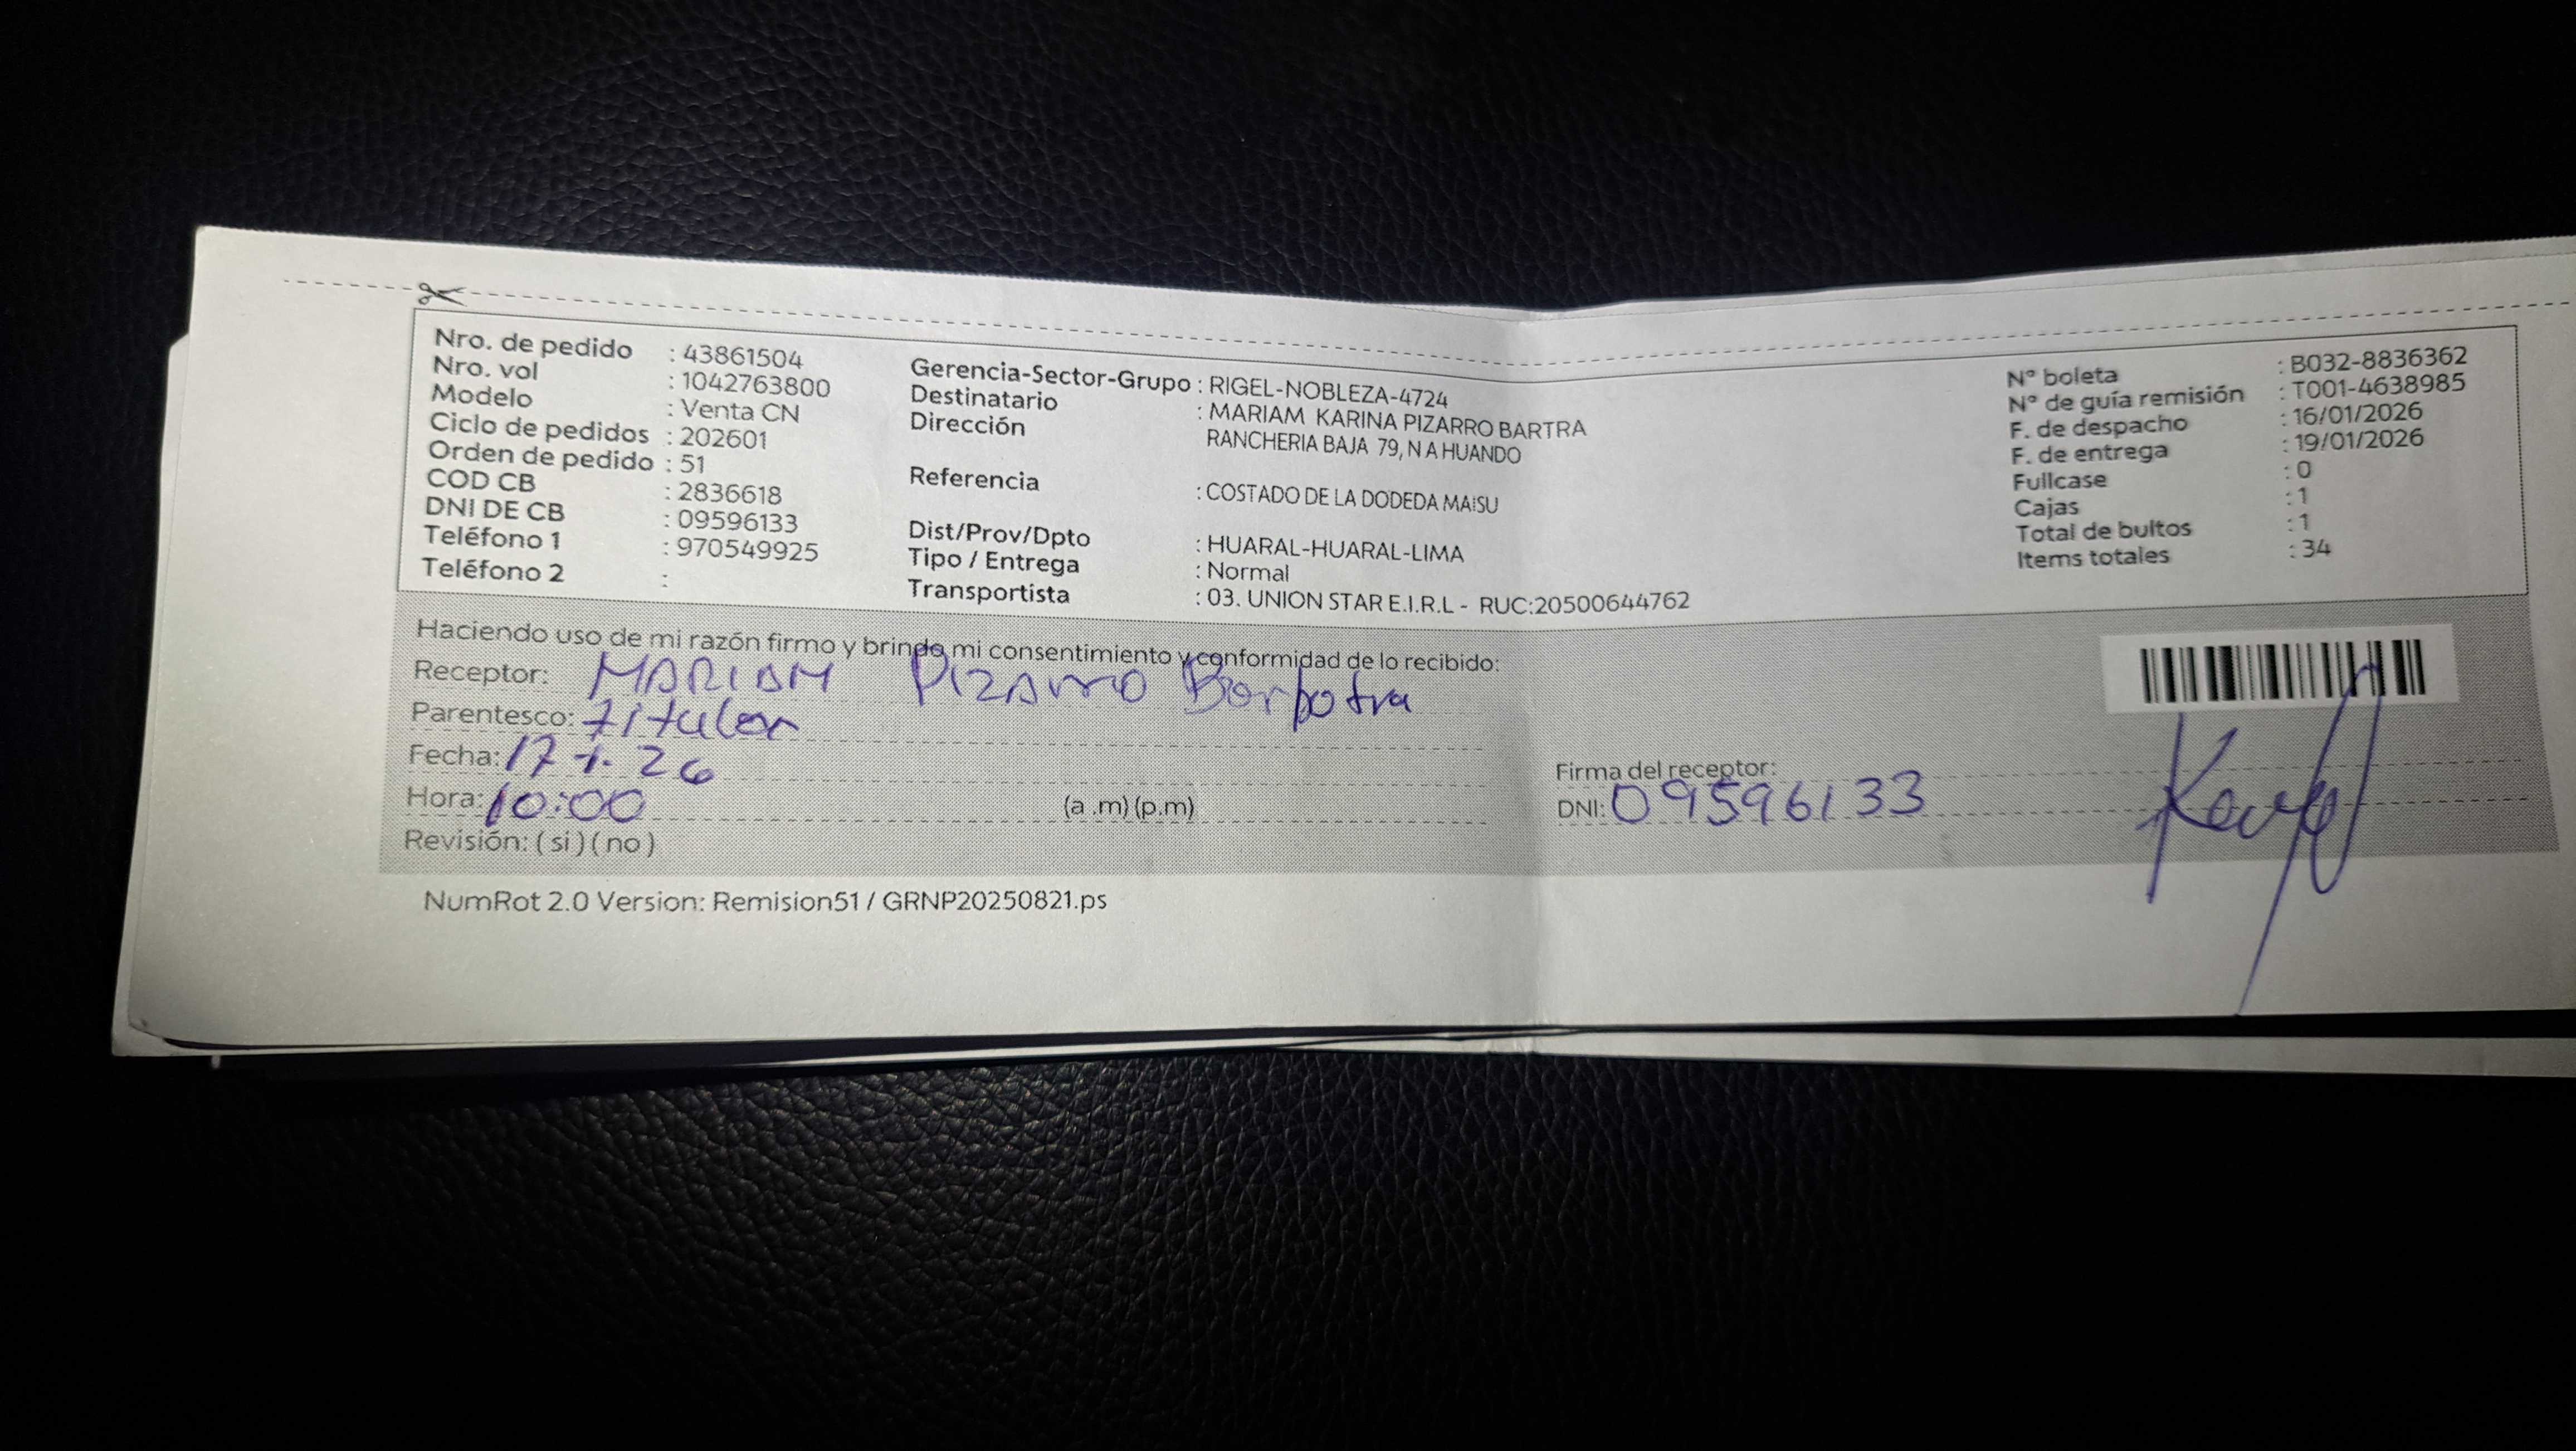 Nro. de pedido : 43861504
Nro. vol : 1042763800
Modelo : Venta CN
Ciclo de pedidos : 202601
Orden de pedido : 51
COD CB : 2836618
DNI DE CB : 09596133
Teléfono 1 : 970549925
Teléfono 2 :
Gerencia-Sector-Grupo : RIGEL-NOBLEZA-4724
Destinatario : MARIAM KARINA PIZARRO BARTRA
Dirección RANCHERIA BAJA 79, N A HUANDO
Referencia : COSTADO DE LA DODEDA MAISU
Dist/Prov/Dpto : HUARAL-HUARAL-LIMA
Tipo / Entrega : Normal
Transportista : 03. UNION STAR E.I.R.L - RUC:20500644762
N° boleta : B032-8836362
N° de guía remisión : T001-4638985
F. de despacho : 16/01/2026
F. de entrega : 19/01/2026
Fullcase : 0
Cajas : 1
Total de bultos : 1
Items totales : 34
Haciendo uso de mi razón firmo y brindo mi consentimiento y conformidad de lo recibido:
Receptor: MARIAM Pizarro
Parentesco: titular
Fecha: 17-1-26
Hora: 10:00 (a .m) (p.m)
Revisión: ( si ) ( no )
Firma del receptor:
DNI: 09596133
NumRot 2.0 Version: Remision51 / GRNP20250821.ps